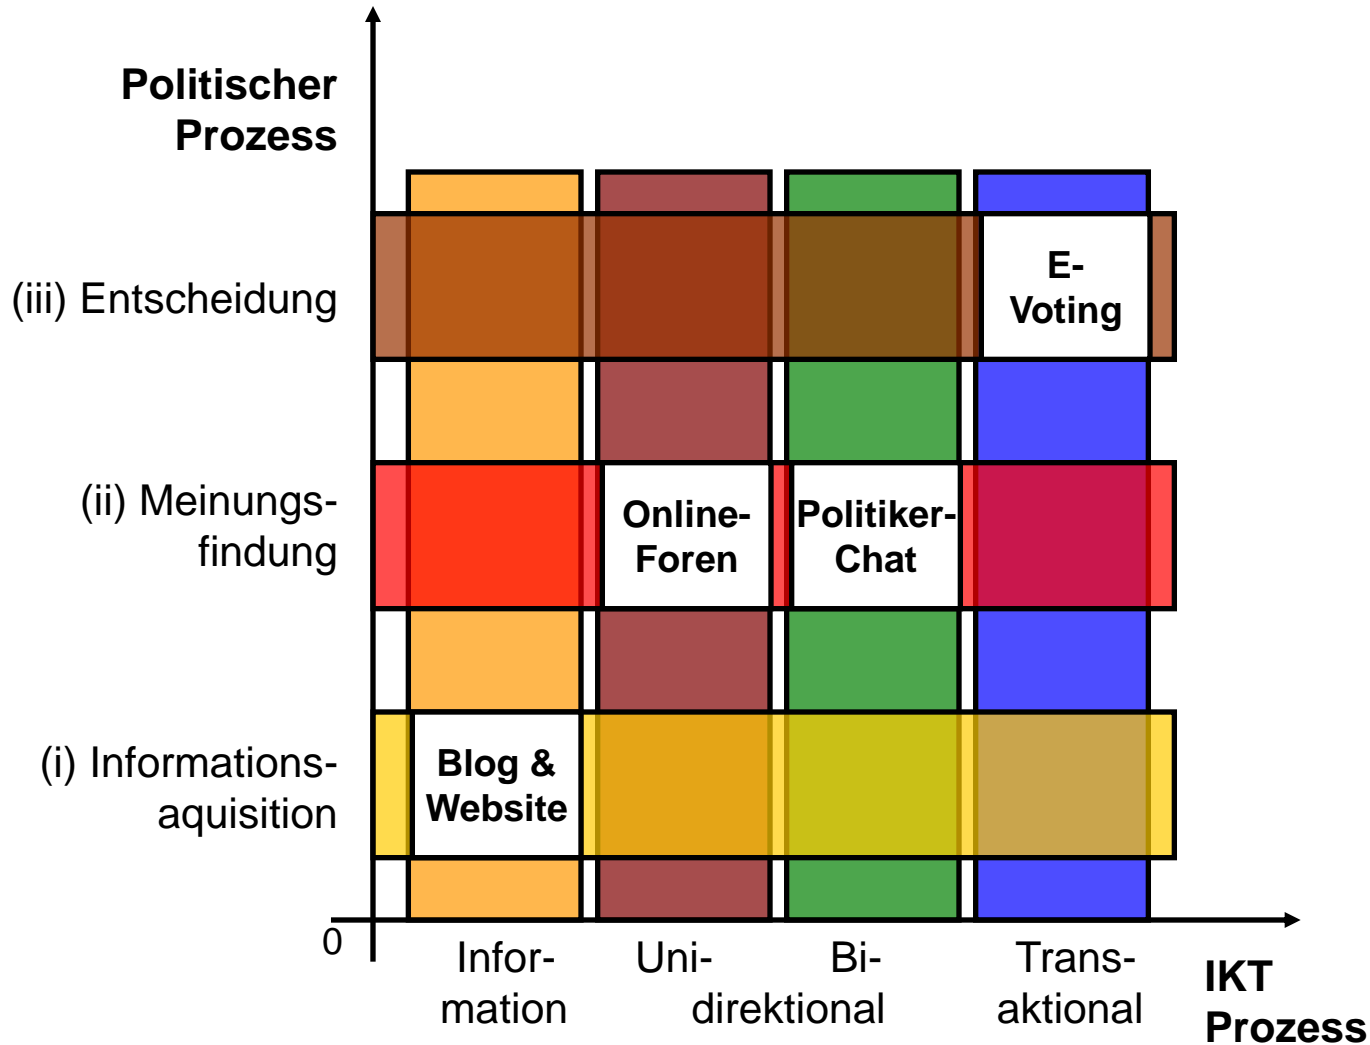 Politischer
Prozess
(iii) Entscheidung
E-
Voting
(ii) Meinungs-
findung
Online-
Foren
Politiker-
Chat
(i) Informations-
aquisition
Blog &
Website
0
Infor-
mation
Uni-
Bi-
direktional
Trans-
aktional
IKT
Prozess